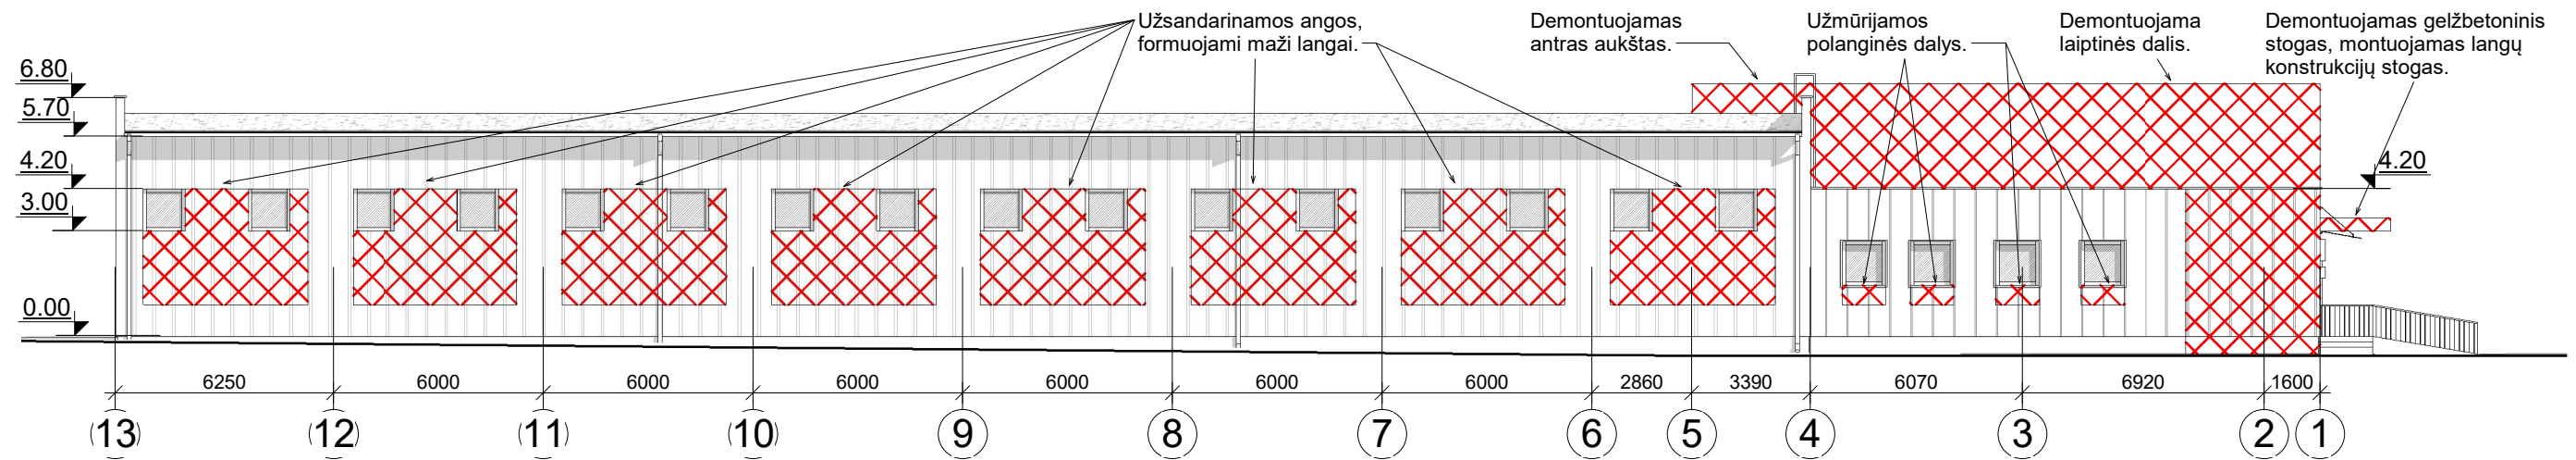 Užsandarinamos angos,
formuojami maži langai.
Demontuojamas
antras aukštas.
Užmūrijamos
polanginės dalys.
Demontuojama
laiptinės dalis.
Demontuojamas gelžbetoninis
stogas, montuojamas langų
konstrukcijų stogas.
6.80
5.70
4.20
3.00
0.00
4.20
6250 6000 6000 6000 6000 6000 6000 2860 3390 6070 6920 1600
13 12 11 10 9 8 7 6 5 4 3 2 1